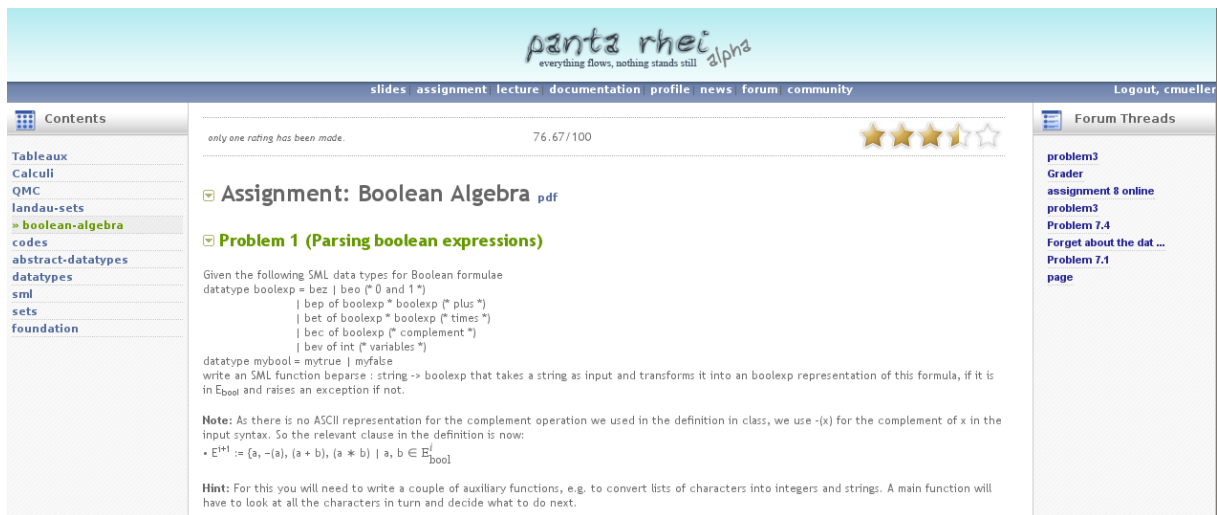 panta rhei alpha
everything flows, nothing stands still
slides| assignment| lecture| documentation| profile| news| forum| community
Logout, cmueller
Contents
Tableaux
Calculi
QMC
landau-sets
» boolean-algebra
codes
abstract-datatypes
datatypes
sml
sets
foundation
only one rating has been made.
76.67/100
Assignment: Boolean Algebra pdf
Problem 1 (Parsing boolean expressions)
Given the following SML data types for Boolean formulae
datatype boolexp = bez | beo (* 0 and 1 *)
| bep of boolexp * boolexp (* plus *)
| bet of boolexp * boolexp (* times *)
| bec of boolexp (* complement *)
| bev of int (* variables *)
datatype mybool = mytrue | myfalse
write an SML function beparse : string -> boolexp that takes a string as input and transforms it into an boolexp representation of this formula, if it is
in Ebool and raises an exception if not.
Note: As there is no ASCII representation for the complement operation we used in the definition in class, we use -(x) for the complement of x in the
input syntax. So the relevant clause in the definition is now:
• E^{i+1} := {a, -(a), (a + b), (a ∗ b) | a, b ∈ E^i_bool
Hint: For this you will need to write a couple of auxiliary functions, e.g. to convert lists of characters into integers and strings. A main function will
have to look at all the characters in turn and decide what to do next.
Forum Threads
problem3
Grader
assignment 8 online
problem3
Problem 7.4
Forget about the dat ...
Problem 7.1
page